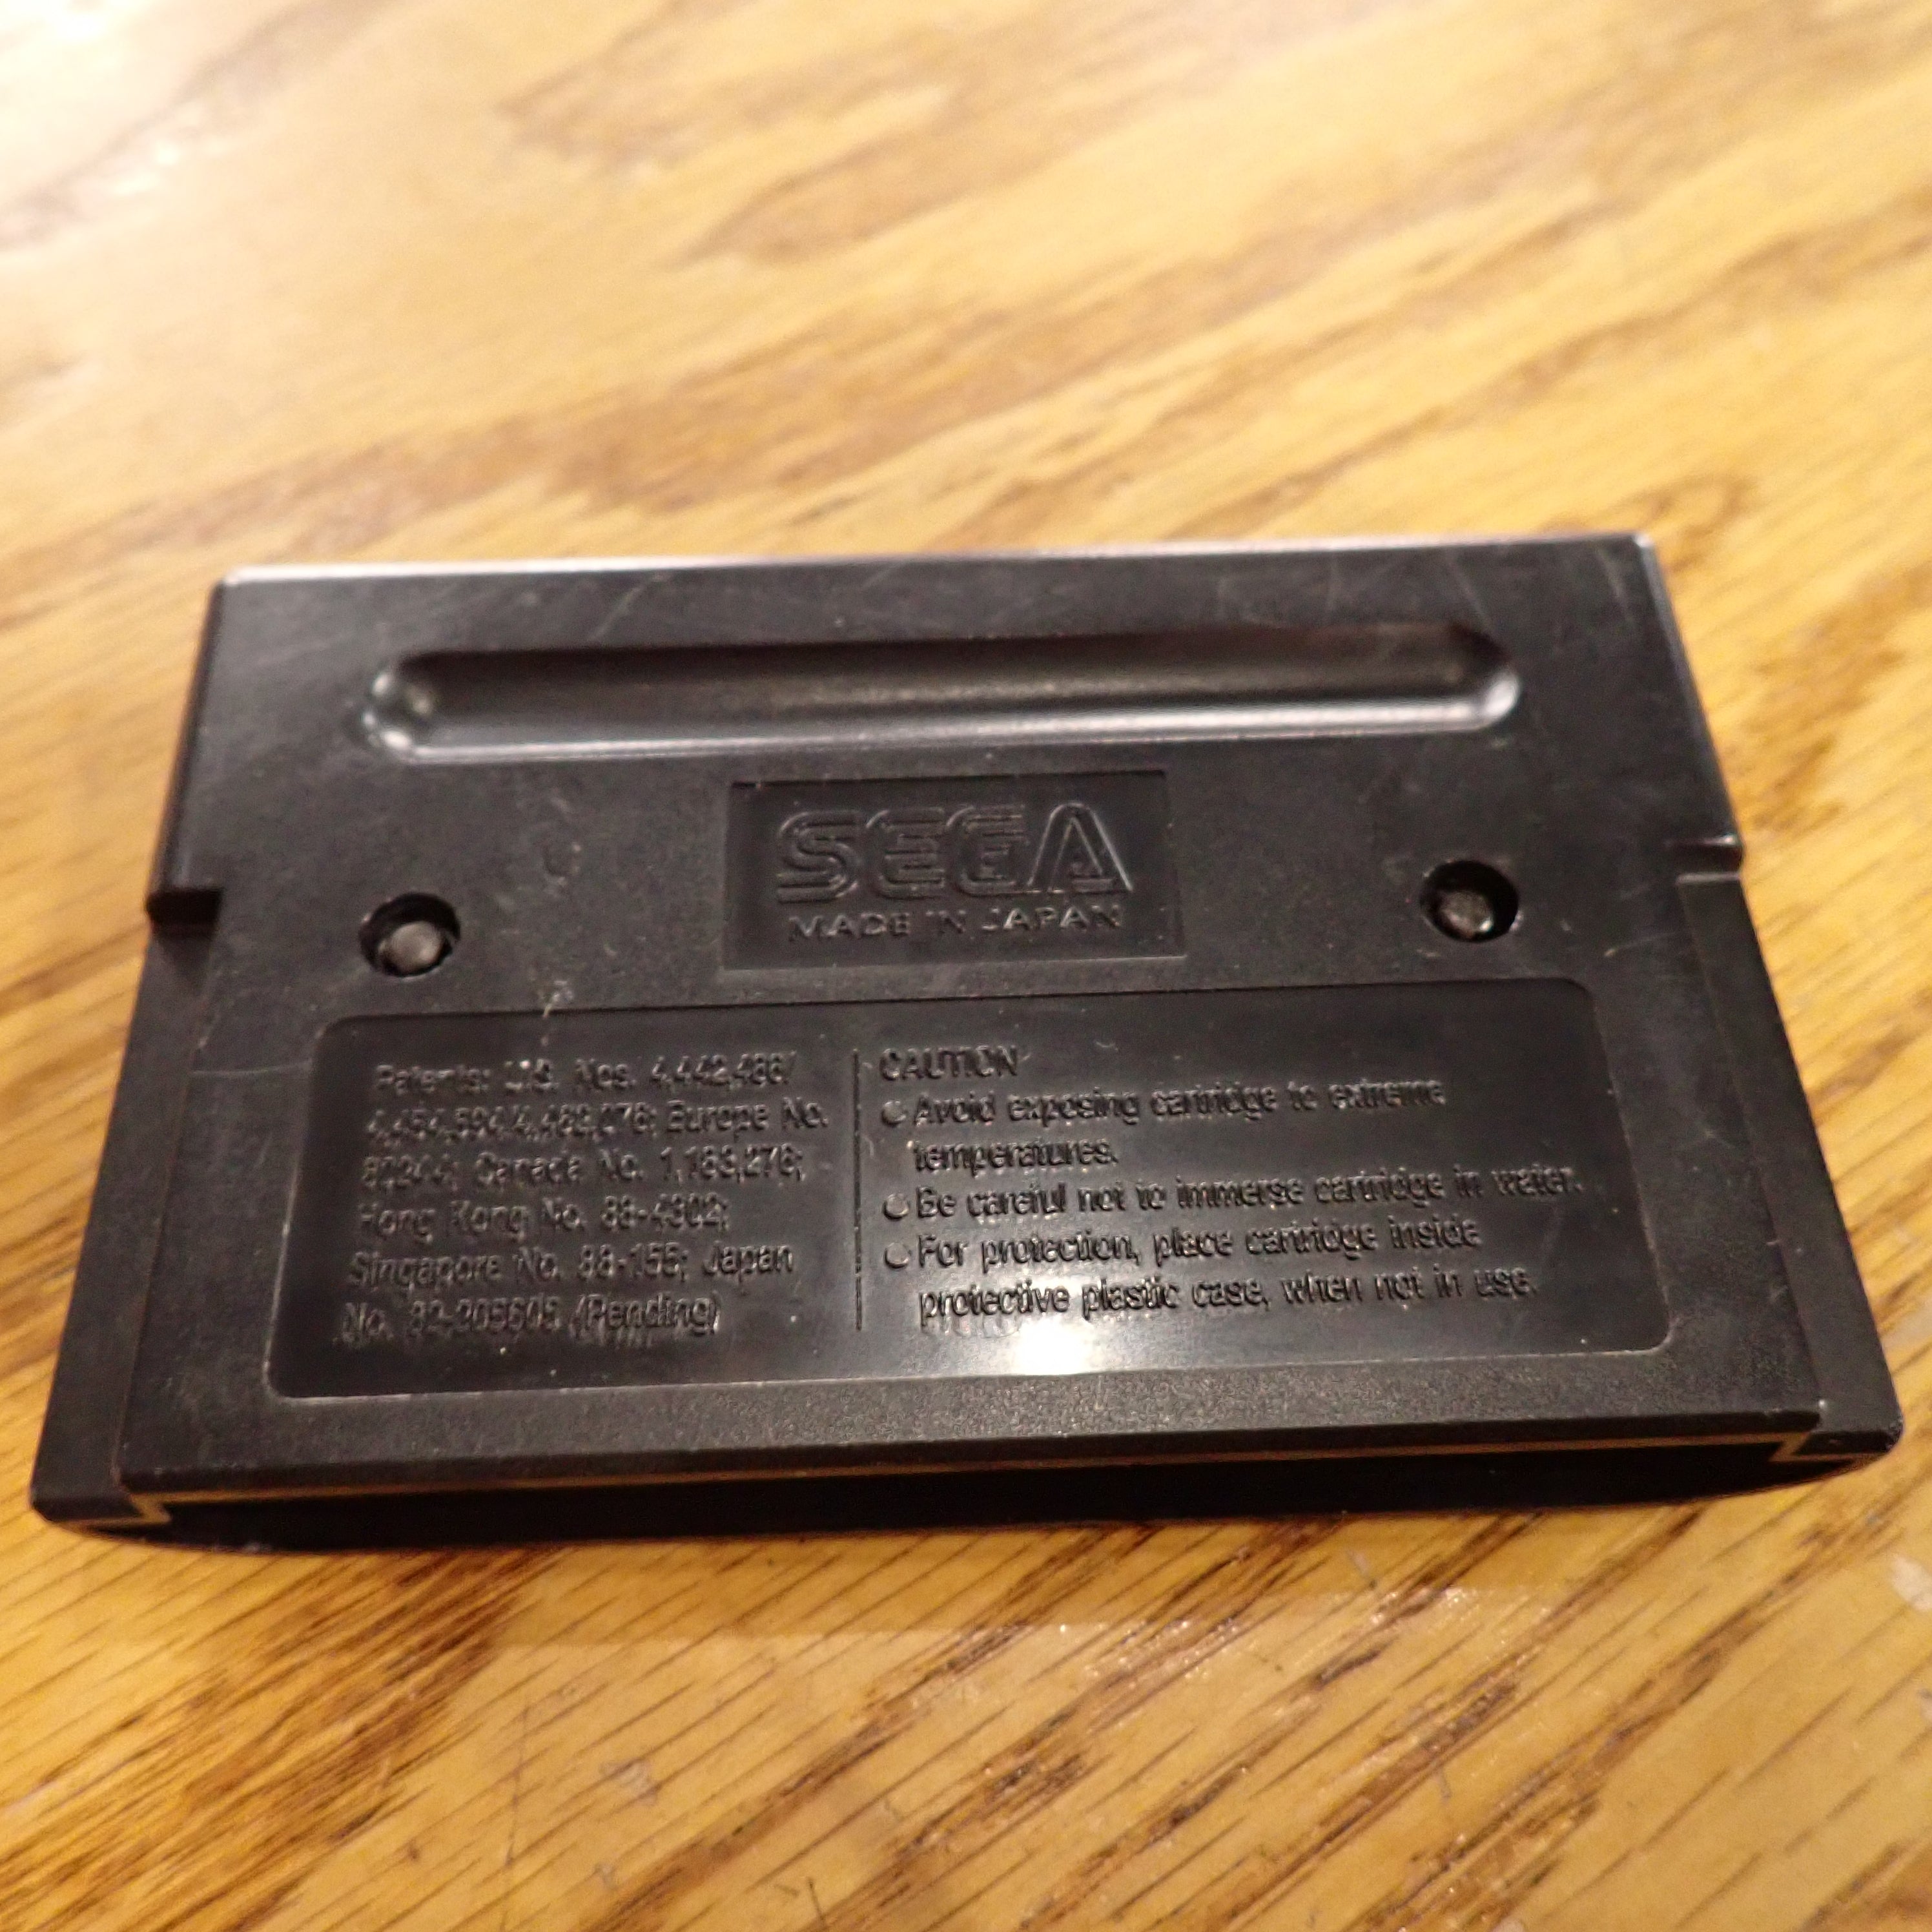 SEGA
MADE IN JAPAN
Patents: U.S. Nos. 4,442,486/
4,454,594/4,462,076; Europe No.
80244; Canada No. 1,183,276;
Hong Kong No. 88-4302;
Singapore No. 88-155; Japan
No. 82-205605 (Pending)
CAUTION
Avoid exposing cartridge to extreme
temperatures.
Be careful not to immerse cartridge in water.
For protection, place cartridge inside
protective plastic case, when not in use.